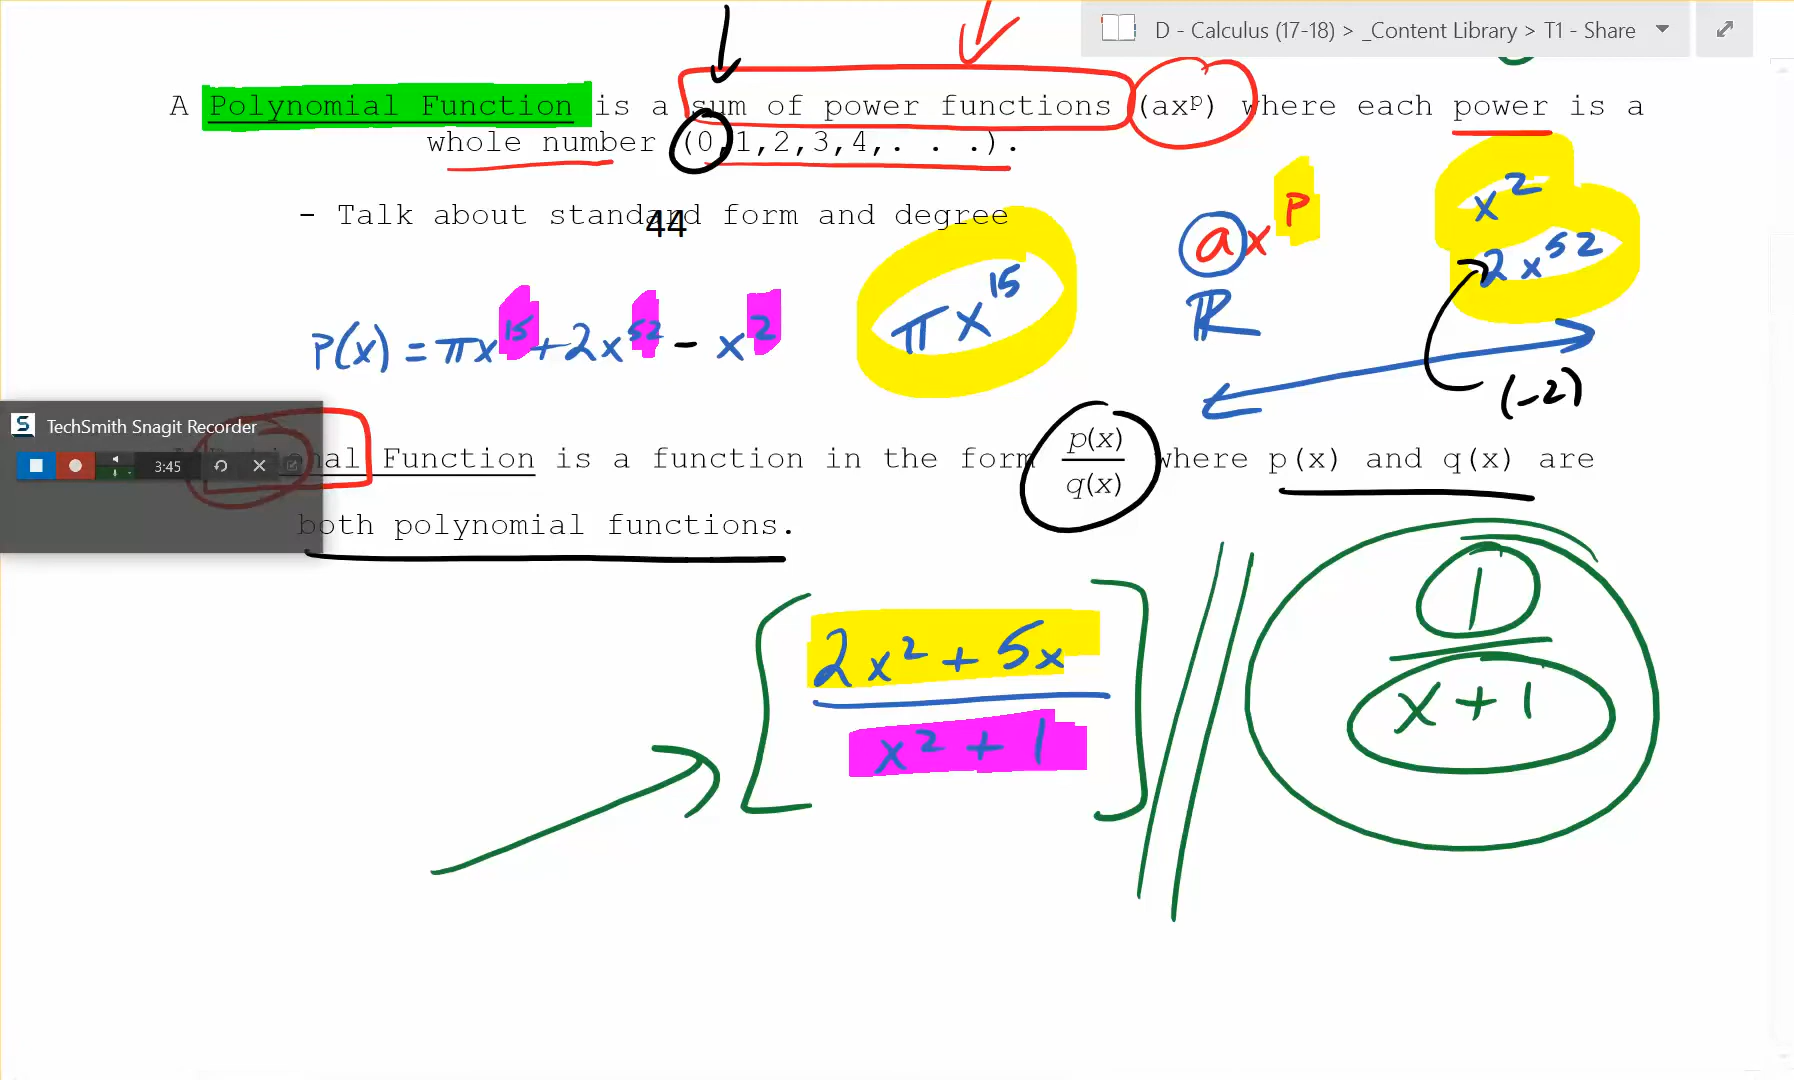 D - Calculus (17-18) > _Content Library > T1 - Share
A Polynomial Function is a sum of power functions (axᵖ) where each power is a
whole number (0,1,2,3,4,. . .).
- Talk about standard form and degree
44
axᵖ
x²
2x⁵²
ℝ
(-2)
πx¹⁵
P(x) = πx¹⁵ + 2x⁵² - x²
TechSmith Snagit Recorder
3:45
nal Function is a function in the form p(x)/q(x) where p(x) and q(x) are
both polynomial functions.
2x² + 5x
x² + 1
1
x + 1